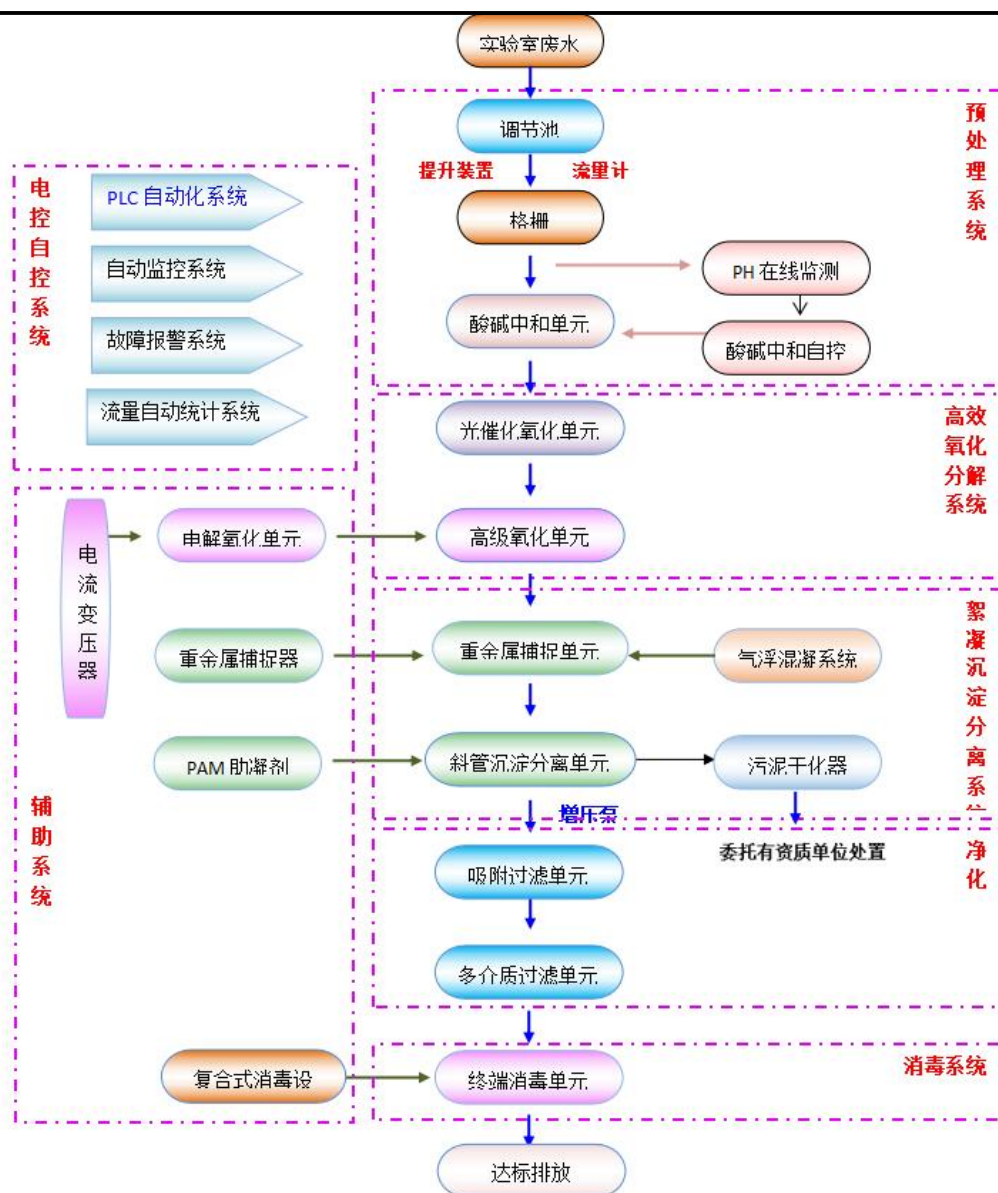 实验室废水
预处理系统
调节池
提升装置
流量计
格栅
PH 在线监测
酸碱中和单元
酸碱中和自控
电控自控系统
PLC 自动化系统
自动监控系统
故障报警系统
流量自动统计系统
高效氧化分解系统
光催化氧化单元
电流变压器
电解氧化单元
高级氧化单元
絮凝沉淀分离系统
重金属捕捉器
重金属捕捉单元
气浮混凝系统
PAM 助凝剂
斜管沉淀分离单元
污泥干化器
增压泵
辅助系统
委托有资质单位处置
净化
吸附过滤单元
多介质过滤单元
消毒系统
复合式消毒设
终端消毒单元
达标排放